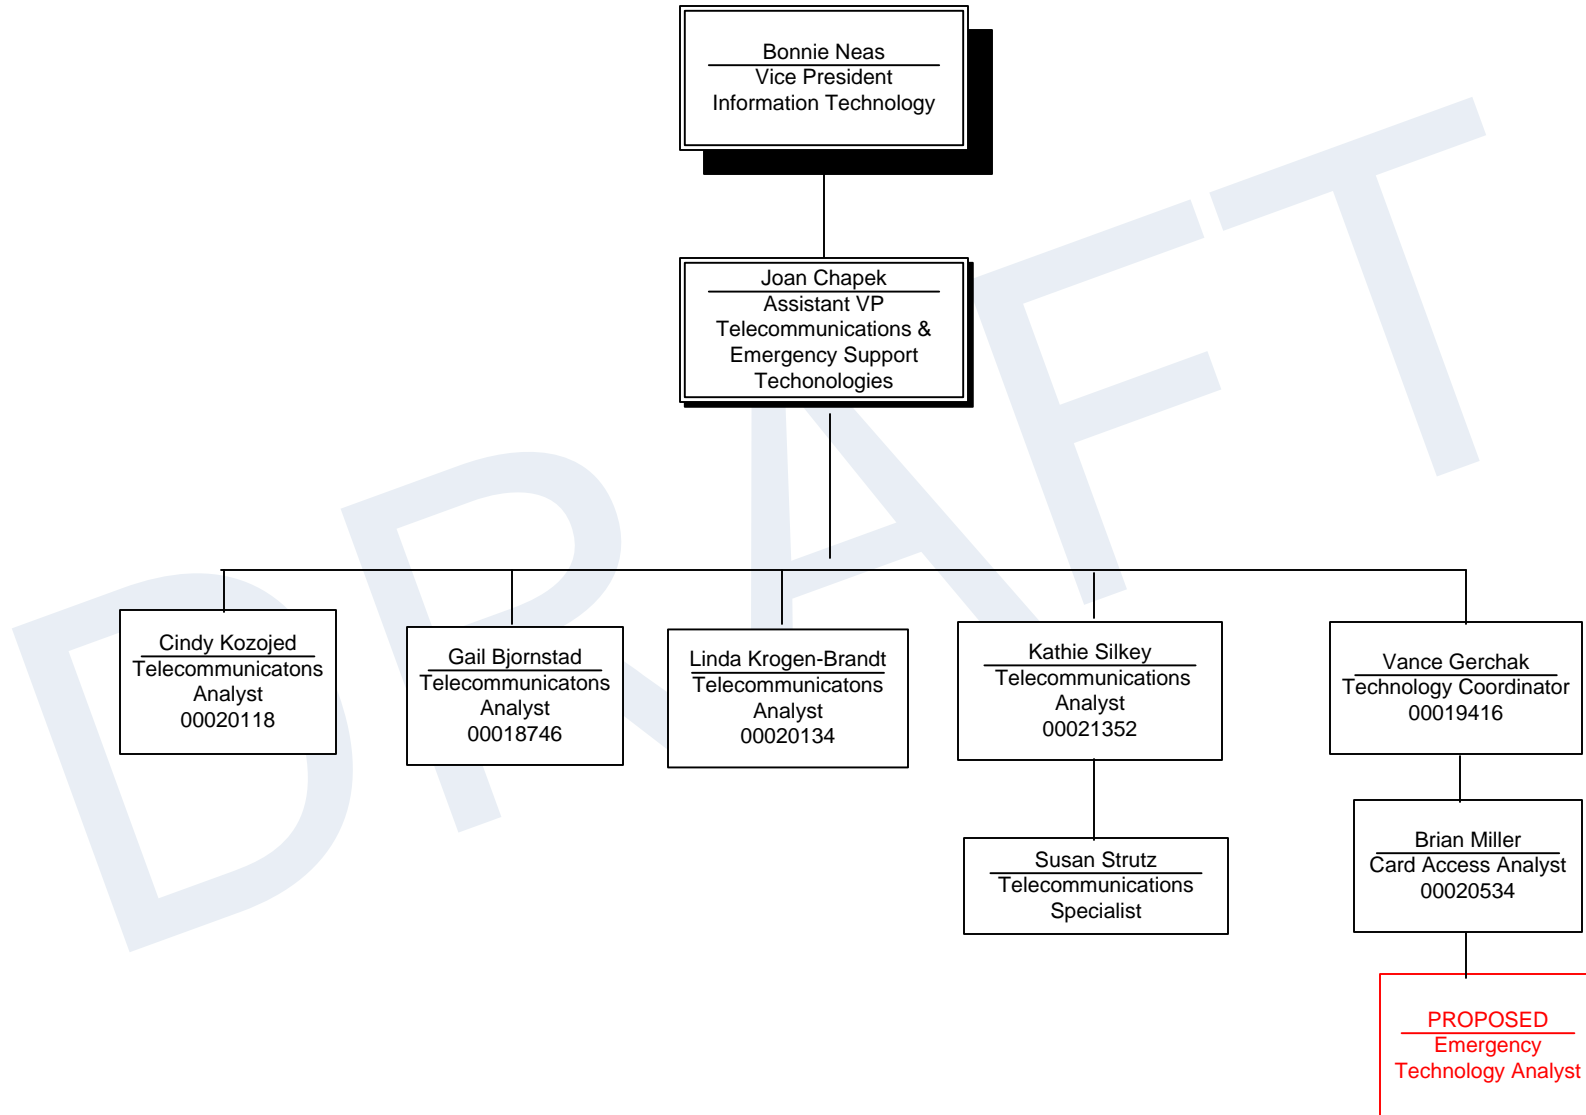 Bonnie Neas
Vice President
Information Technology
Joan Chapek
Assistant VP
Telecommunications &
Emergency Support
Techonologies
Cindy Kozojed
Telecommunicatons
Analyst
00020118
Gail Bjornstad
Telecommunicatons
Analyst
00018746
Linda Krogen-Brandt
Telecommunicatons
Analyst
00020134
Kathie Silkey
Telecommunications
Analyst
00021352
Vance Gerchak
Technology Coordinator
00019416
Susan Strutz
Telecommunications
Specialist
Brian Miller
Card Access Analyst
00020534
PROPOSED
Emergency
Technology Analyst
DRAFT